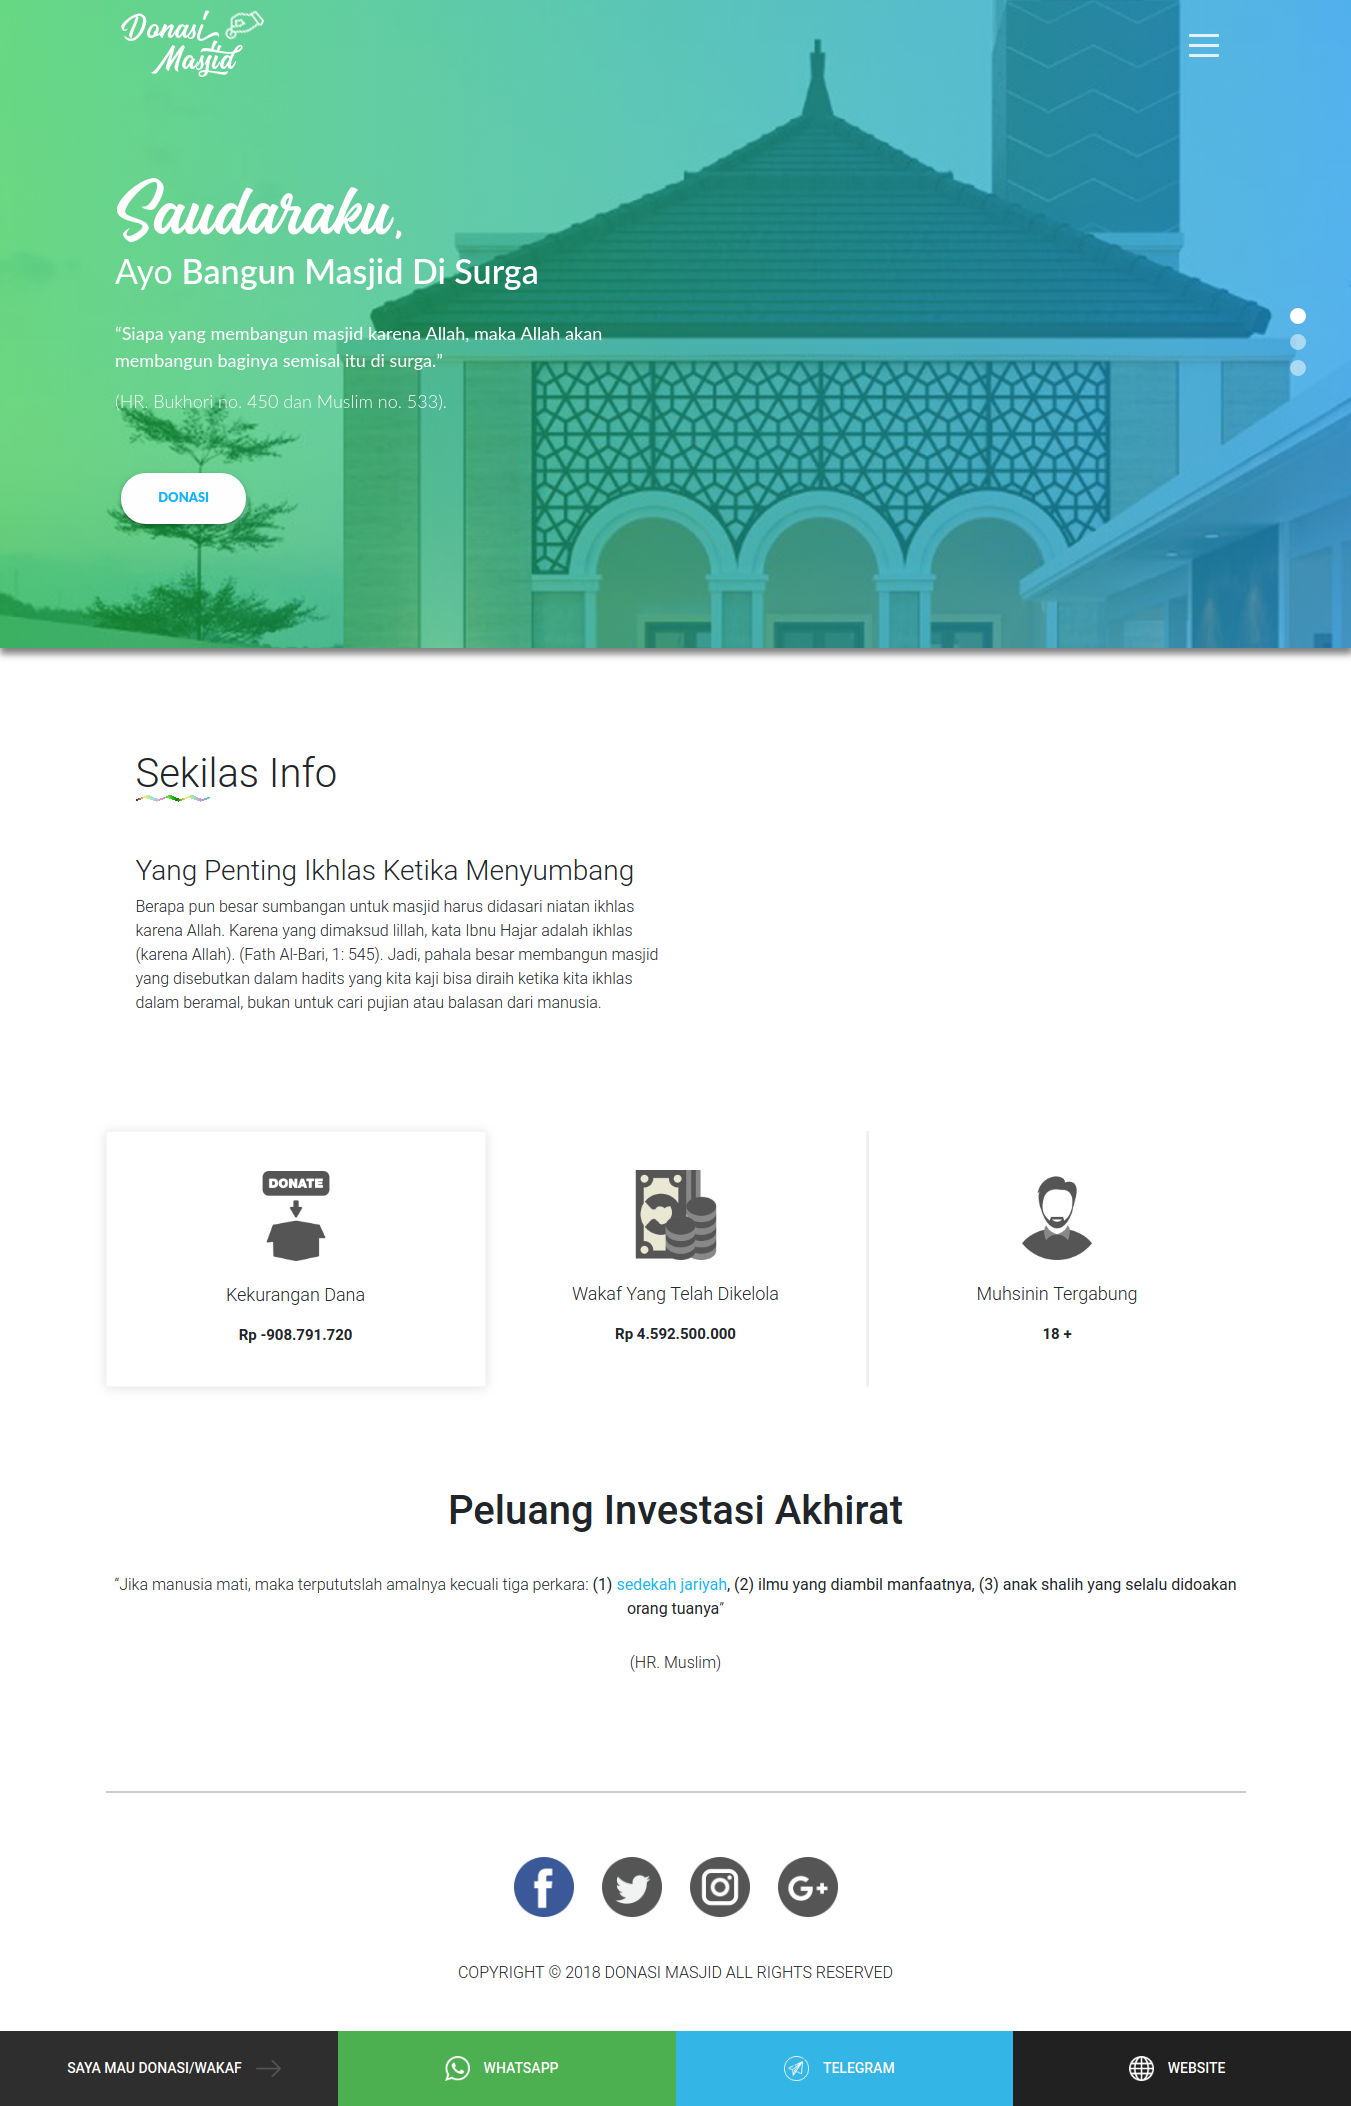 Donasi
Masjid
Saudaraku,
Ayo Bangun Masjid Di Surga
“Siapa yang membangun masjid karena Allah, maka Allah akan
membangun baginya semisal itu di surga.”
(HR. Bukhori no. 450 dan Muslim no. 533).
DONASI
Sekilas Info
Yang Penting Ikhlas Ketika Menyumbang
Berapa pun besar sumbangan untuk masjid harus didasari niatan ikhlas
karena Allah. Karena yang dimaksud lillah, kata Ibnu Hajar adalah ikhlas
(karena Allah). (Fath Al-Bari, 1: 545). Jadi, pahala besar membangun masjid
yang disebutkan dalam hadits yang kita kaji bisa diraih ketika kita ikhlas
dalam beramal, bukan untuk cari pujian atau balasan dari manusia.
DONATE
Kekurangan Dana
Rp -908.791.720
Wakaf Yang Telah Dikelola
Rp 4.592.500.000
Muhsinin Tergabung
18 +
Peluang Investasi Akhirat
“Jika manusia mati, maka terpututslah amalnya kecuali tiga perkara: (1) sedekah jariyah, (2) ilmu yang diambil manfaatnya, (3) anak shalih yang selalu didoakan
orang tuanya”
(HR. Muslim)
COPYRIGHT © 2018 DONASI MASJID ALL RIGHTS RESERVED
SAYA MAU DONASI/WAKAF
WHATSAPP
TELEGRAM
WEBSITE